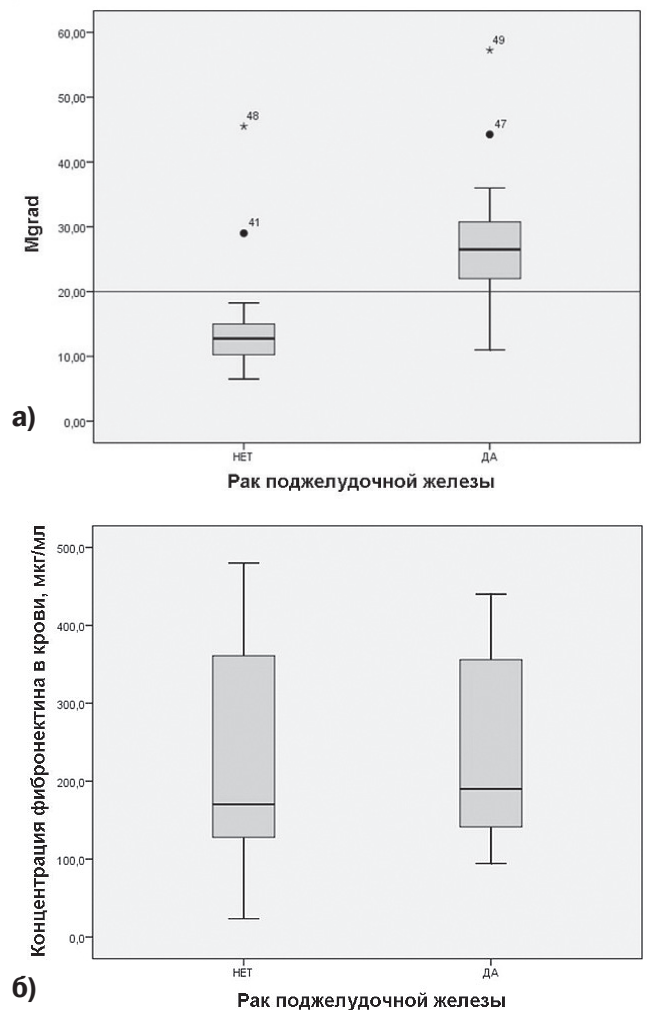 60,00
49
50,00
48
47
40,00
Mgrad
30,00
41
20,00
10,00
а)
0,00
НЕТ ДА
Рак поджелудочной железы
500,0
400,0
Концентрация фибронектина в крови, мкг/мл
300,0
200,0
100,0
0,0
НЕТ ДА
б)
Рак поджелудочной железы